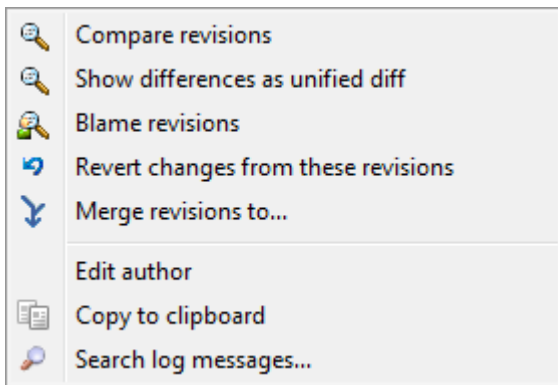 Compare revisions
Show differences as unified diff
Blame revisions
Revert changes from these revisions
Merge revisions to...
Edit author
Copy to clipboard
Search log messages...